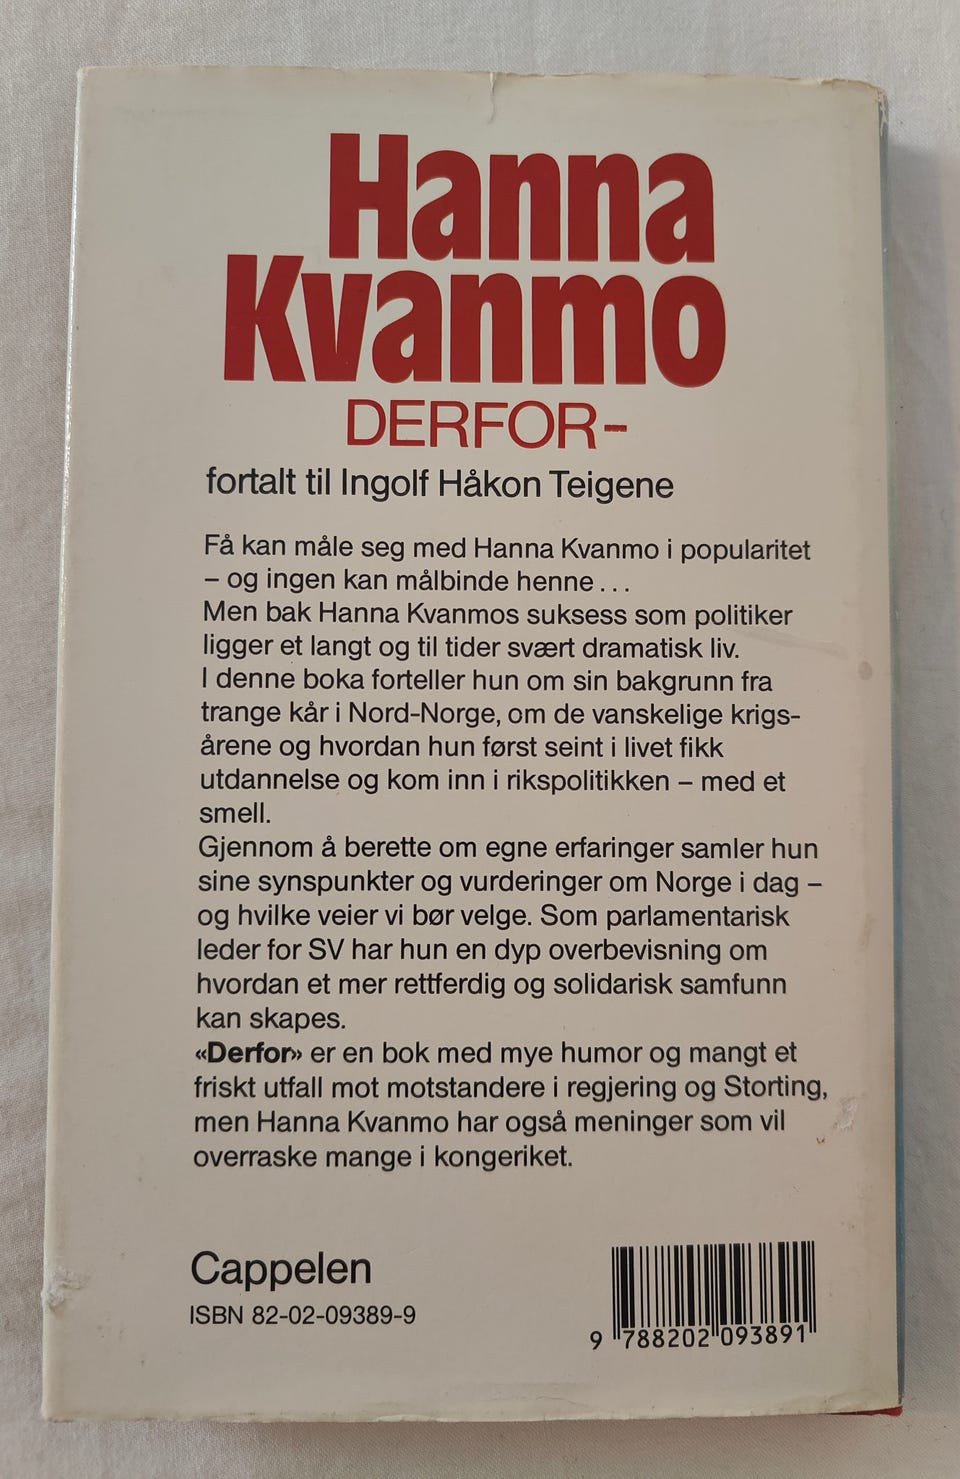 Hanna
Kvanmo
DERFOR–
fortalt til Ingolf Håkon Teigene
Få kan måle seg med Hanna Kvanmo i popularitet
– og ingen kan målbinde henne...
Men bak Hanna Kvanmos suksess som politiker
ligger et langt og til tider svært dramatisk liv.
I denne boka forteller hun om sin bakgrunn fra
trange kår i Nord-Norge, om de vanskelige krigs-
årene og hvordan hun først seint i livet fikk
utdannelse og kom inn i rikspolitikken – med et
smell.
Gjennom å berette om egne erfaringer samler hun
sine synspunkter og vurderinger om Norge i dag –
og hvilke veier vi bør velge. Som parlamentarisk
leder for SV har hun en dyp overbevisning om
hvordan et mer rettferdig og solidarisk samfunn
kan skapes.
«Derfor» er en bok med mye humor og mangt et
friskt utfall mot motstandere i regjering og Storting,
men Hanna Kvanmo har også meninger som vil
overraske mange i kongeriket.
Cappelen
ISBN 82-02-09389-9
9 788202 093891